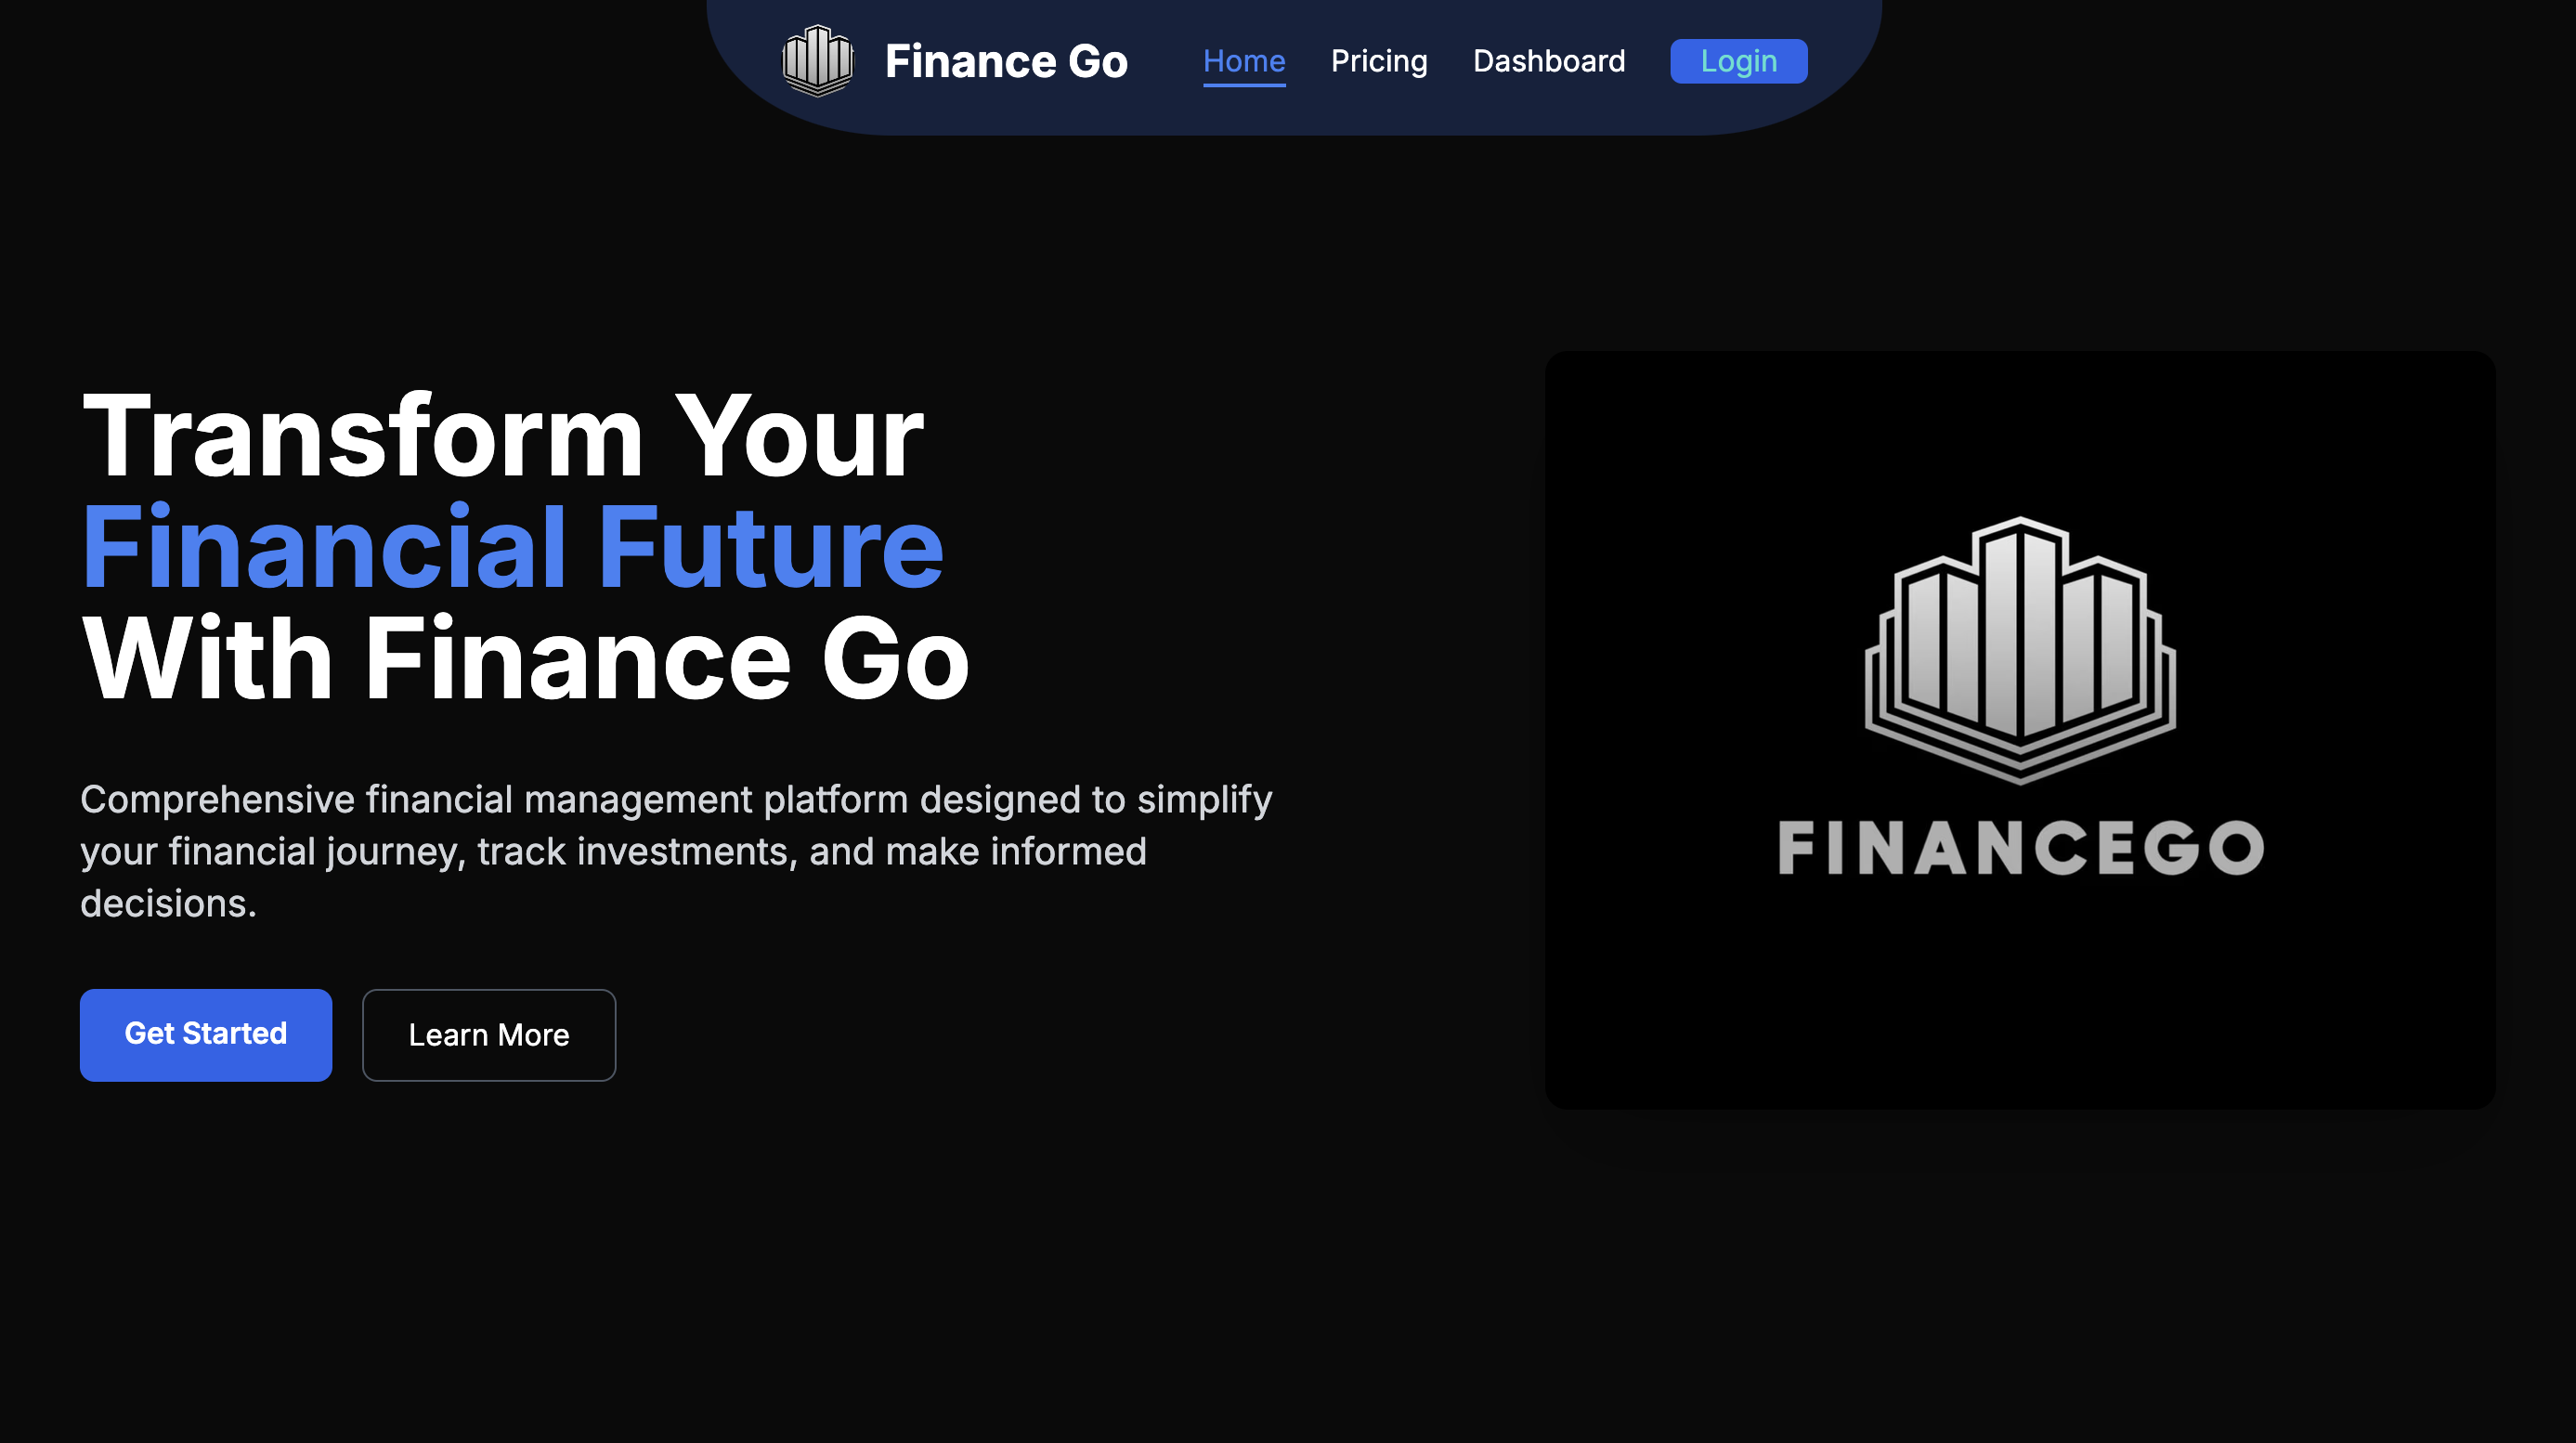 Finance Go
Home
Pricing
Dashboard
Login
Transform Your
Financial Future
With Finance Go
Comprehensive financial management platform designed to simplify
your financial journey, track investments, and make informed
decisions.
Get Started
Learn More
FINANCEGO